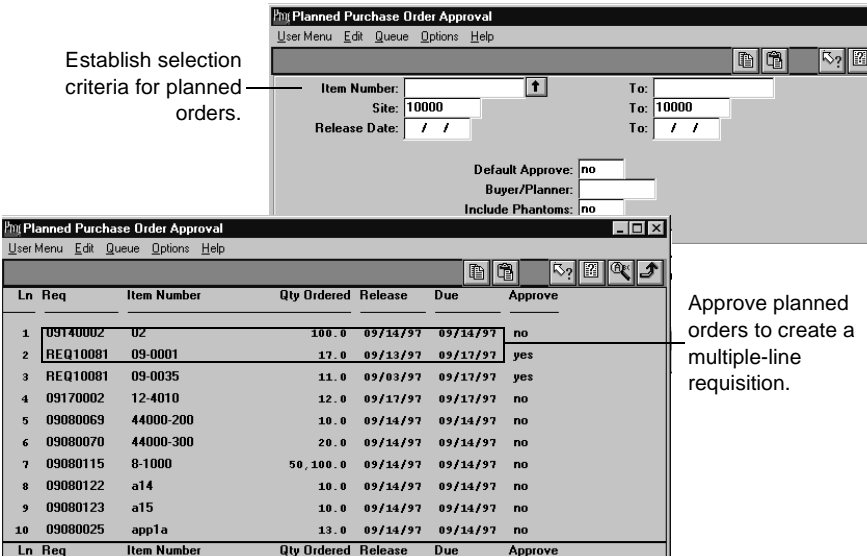 Planned Purchase Order Approval
User Menu Edit Queue Options Help
Establish selection
criteria for planned
orders.
Item Number: To:
Site: 10000 To: 10000
Release Date: / / To: / /
Default Approve: no
Buyer/Planner:
Include Phantoms: no
Planned Purchase Order Approval
User Menu Edit Queue Options Help
Ln Req Item Number Qty Ordered Release Due Approve
1 09140002 02 100.0 09/14/97 09/14/97 no
2 REQ10081 09-0001 17.0 09/13/97 09/17/97 yes
3 REQ10081 09-0035 11.0 09/03/97 09/17/97 yes
4 09170002 12-4010 12.0 09/17/97 09/17/97 no
5 09080069 44000-200 10.0 09/14/97 09/14/97 no
6 09080070 44000-300 20.0 09/14/97 09/14/97 no
7 09080115 8-1000 50,100.0 09/14/97 09/14/97 no
8 09080122 a14 10.0 09/14/97 09/14/97 no
9 09080123 a15 10.0 09/14/97 09/14/97 no
10 09080025 app1a 13.0 09/14/97 09/14/97 no
Ln Req Item Number Qty Ordered Release Due Approve
Approve planned
orders to create a
multiple-line
requisition.